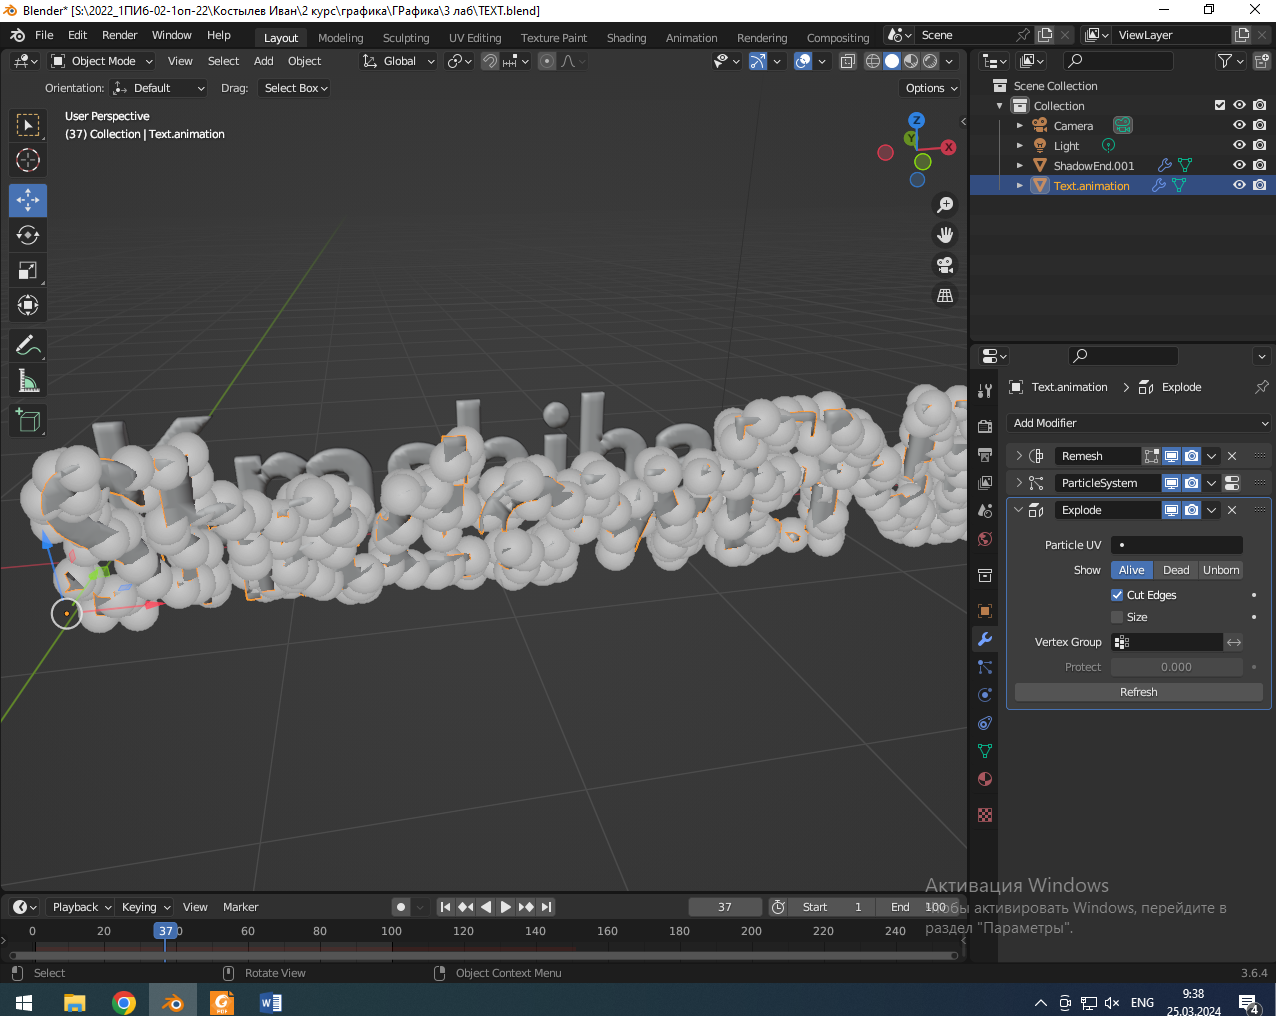 Blender* [S:\2022_1ПИб-02-1оп-22\Костылев Иван\2 курс\графика\ГРафика\3 лаб\TEXT.blend]
File Edit Render Window Help Layout Modeling Sculpting UV Editing Texture Paint Shading Animation Rendering Compositing Scene ViewLayer
Object Mode View Select Add Object Global Options
Orientation: Default Drag: Select Box
User Perspective
(37) Collection | Text.animation
Z
Y
X
Scene Collection
Collection
Camera
Light
ShadowEnd.001
Text.animation
Text.animation > Explode
Add Modifier
Remesh
ParticleSystem
Explode
Particle UV
Show Alive Dead Unborn
Cut Edges
Size
Vertex Group
Protect 0.000
Refresh
Активация Windows
Чтобы активировать Windows, перейдите в
раздел "Параметры".
Playback Keying View Marker 37 Start 1 End 100
0 20 37 60 80 100 120 140 160 180 200 220 240
Select Rotate View Object Context Menu 3.6.4
ENG 9:38
25.03.2024 4